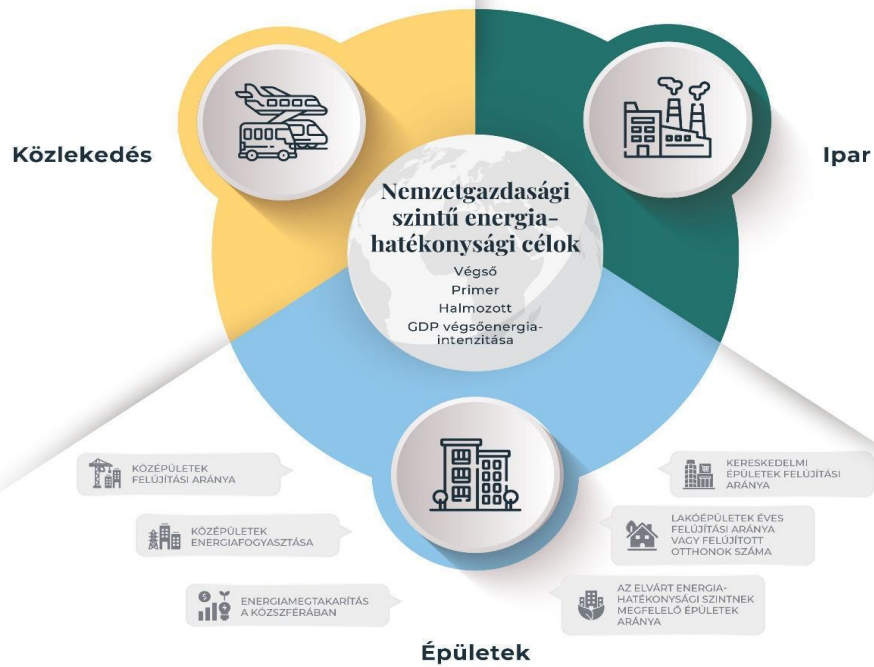 Közlekedés
Ipar
Nemzetgazdasági
szintű energia-
hatékonysági célok
Végső
Primer
Halmozott
GDP végsőenergia-
intenzitása
KÖZÉPÜLETEK
FELÚJÍTÁSI ARÁNYA
KÖZÉPÜLETEK
ENERGIAFOGYASZTÁSA
ENERGIAMEGTAKARÍTÁS
A KÖZSZFÉRÁBAN
KERESKEDELMI
ÉPÜLETEK FELÚJÍTÁSI
ARÁNYA
LAKÓÉPÜLETEK ÉVES
FELÚJÍTÁSI ARÁNYA
VAGY FELÚJÍTOTT
OTTHONOK SZÁMA
AZ ELVÁRT ENERGIA-
HATÉKONYSÁGI SZINTNEK
MEGFELELŐ ÉPÜLETEK
ARÁNYA
Épületek